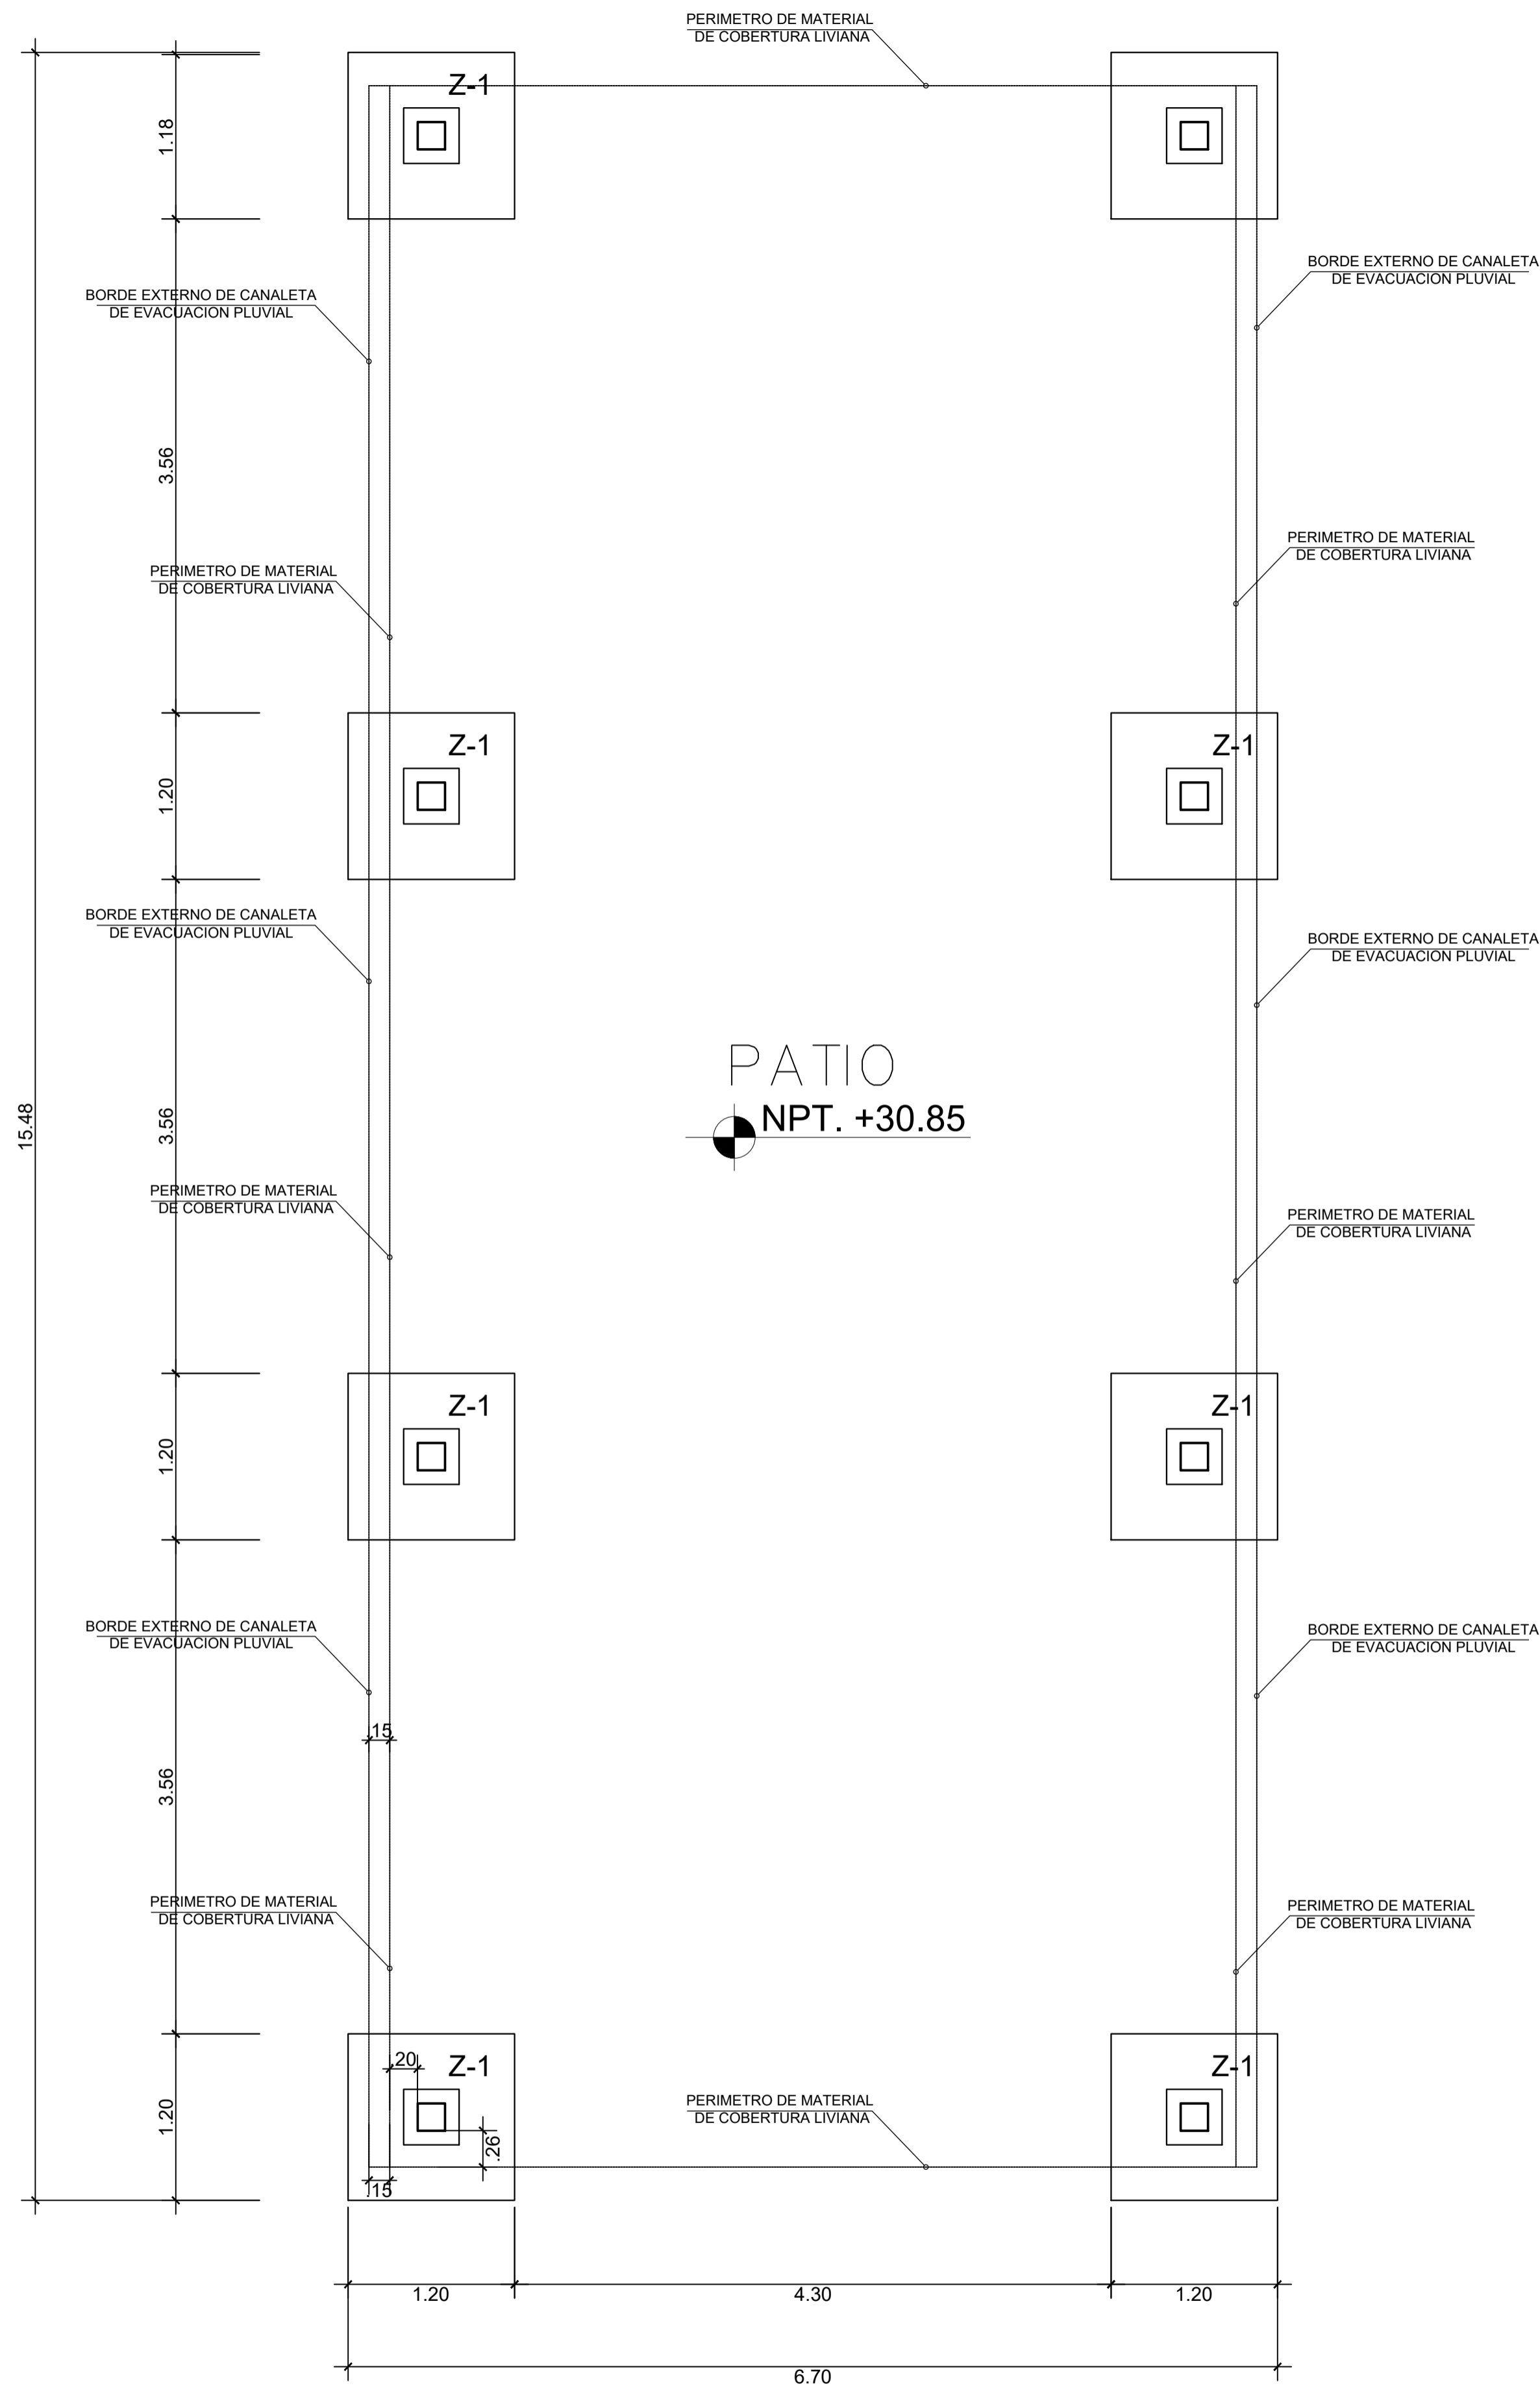 PERIMETRO DE MATERIAL
DE COBERTURA LIVIANA
Z-1
1.18
BORDE EXTERNO DE CANALETA
DE EVACUACION PLUVIAL
BORDE EXTERNO DE CANALETA
DE EVACUACION PLUVIAL
3.56
PERIMETRO DE MATERIAL
DE COBERTURA LIVIANA
PERIMETRO DE MATERIAL
DE COBERTURA LIVIANA
Z-1
Z-1
1.20
BORDE EXTERNO DE CANALETA
DE EVACUACION PLUVIAL
BORDE EXTERNO DE CANALETA
DE EVACUACION PLUVIAL
PATIO
NPT. +30.85
15.48
3.56
PERIMETRO DE MATERIAL
DE COBERTURA LIVIANA
PERIMETRO DE MATERIAL
DE COBERTURA LIVIANA
Z-1
Z-1
1.20
BORDE EXTERNO DE CANALETA
DE EVACUACION PLUVIAL
BORDE EXTERNO DE CANALETA
DE EVACUACION PLUVIAL
.15
3.56
PERIMETRO DE MATERIAL
DE COBERTURA LIVIANA
PERIMETRO DE MATERIAL
DE COBERTURA LIVIANA
.20
Z-1
Z-1
1.20
PERIMETRO DE MATERIAL
DE COBERTURA LIVIANA
.26
.15
1.20
4.30
1.20
6.70